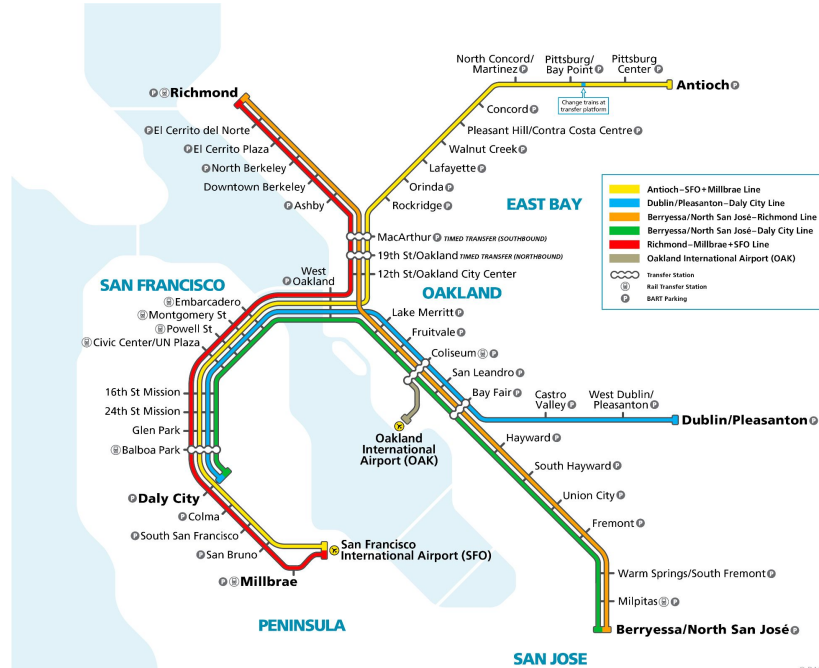 North Concord/
Martinez P
Pittsburg/
Bay Point P
Pittsburg
Center P
Antioch P
Change trains at
transfer platform
P Richmond
P El Cerrito del Norte
P El Cerrito Plaza
P North Berkeley
Downtown Berkeley
P Ashby
Concord P
Pleasant Hill/Contra Costa Centre P
Walnut Creek P
Lafayette P
Orinda P
Rockridge P
EAST BAY
Antioch–SFO+Millbrae Line
Dublin/Pleasanton–Daly City Line
Berryessa/North San José–Richmond Line
Berryessa/North San José–Daly City Line
Richmond–Millbrae+SFO Line
Oakland International Airport (OAK)
Transfer Station
Rail Transfer Station
P BART Parking
MacArthur P TIMED TRANSFER (SOUTHBOUND)
19th St/Oakland TIMED TRANSFER (NORTHBOUND)
12th St/Oakland City Center
West
P Oakland
SAN FRANCISCO
OAKLAND
Embarcadero
Montgomery St
Powell St
Civic Center/UN Plaza
Lake Merritt P
Fruitvale P
Coliseum P
San Leandro P
Bay Fair P
Castro
Valley P
West Dublin/
Pleasanton P
Dublin/Pleasanton P
16th St Mission
24th St Mission
Glen Park
Balboa Park
Oakland
International
Airport (OAK)
Hayward P
South Hayward P
Union City P
Fremont P
P Daly City
P Colma
P South San Francisco
P San Bruno
P Millbrae
San Francisco
International Airport (SFO)
Warm Springs/South Fremont P
Milpitas P
Berryessa/North San José P
PENINSULA
SAN JOSE